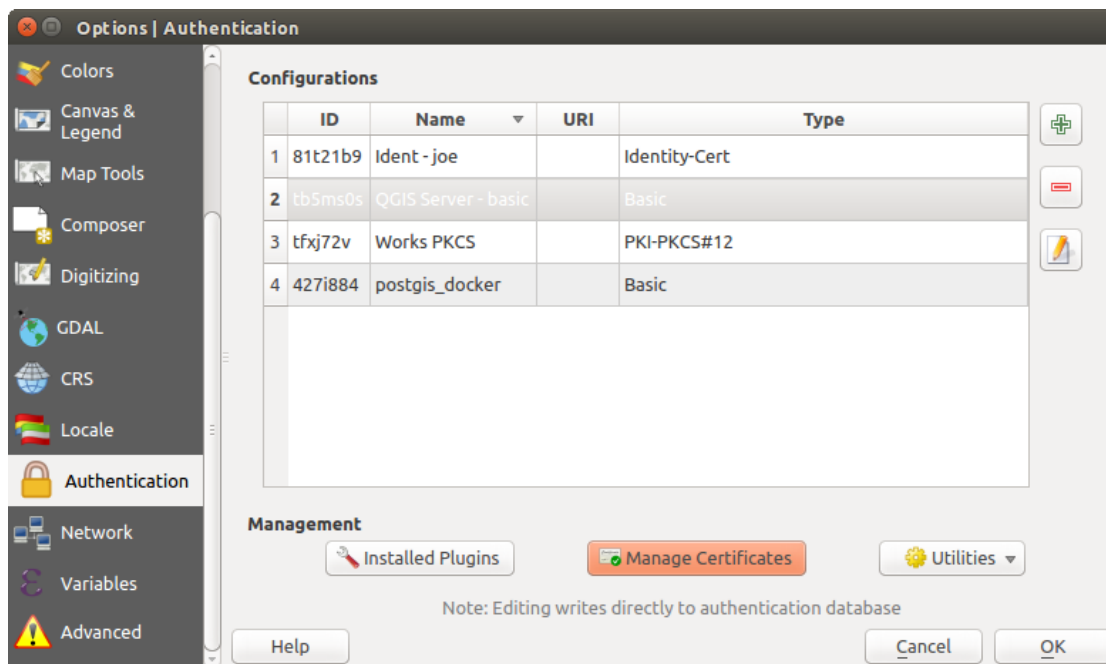 Options | Authentication
Colors
Canvas &
Legend
Map Tools
Composer
Digitizing
GDAL
CRS
Locale
Authentication
Network
Variables
Advanced
Configurations
ID Name URI Type
1 81t21b9 Ident - joe Identity-Cert
2 tb5ms0s QGIS Server - basic Basic
3 tfxj72v Works PKCS PKI-PKCS#12
4 427i884 postgis_docker Basic
Management
Installed Plugins Manage Certificates Utilities
Note: Editing writes directly to authentication database
Help Cancel OK